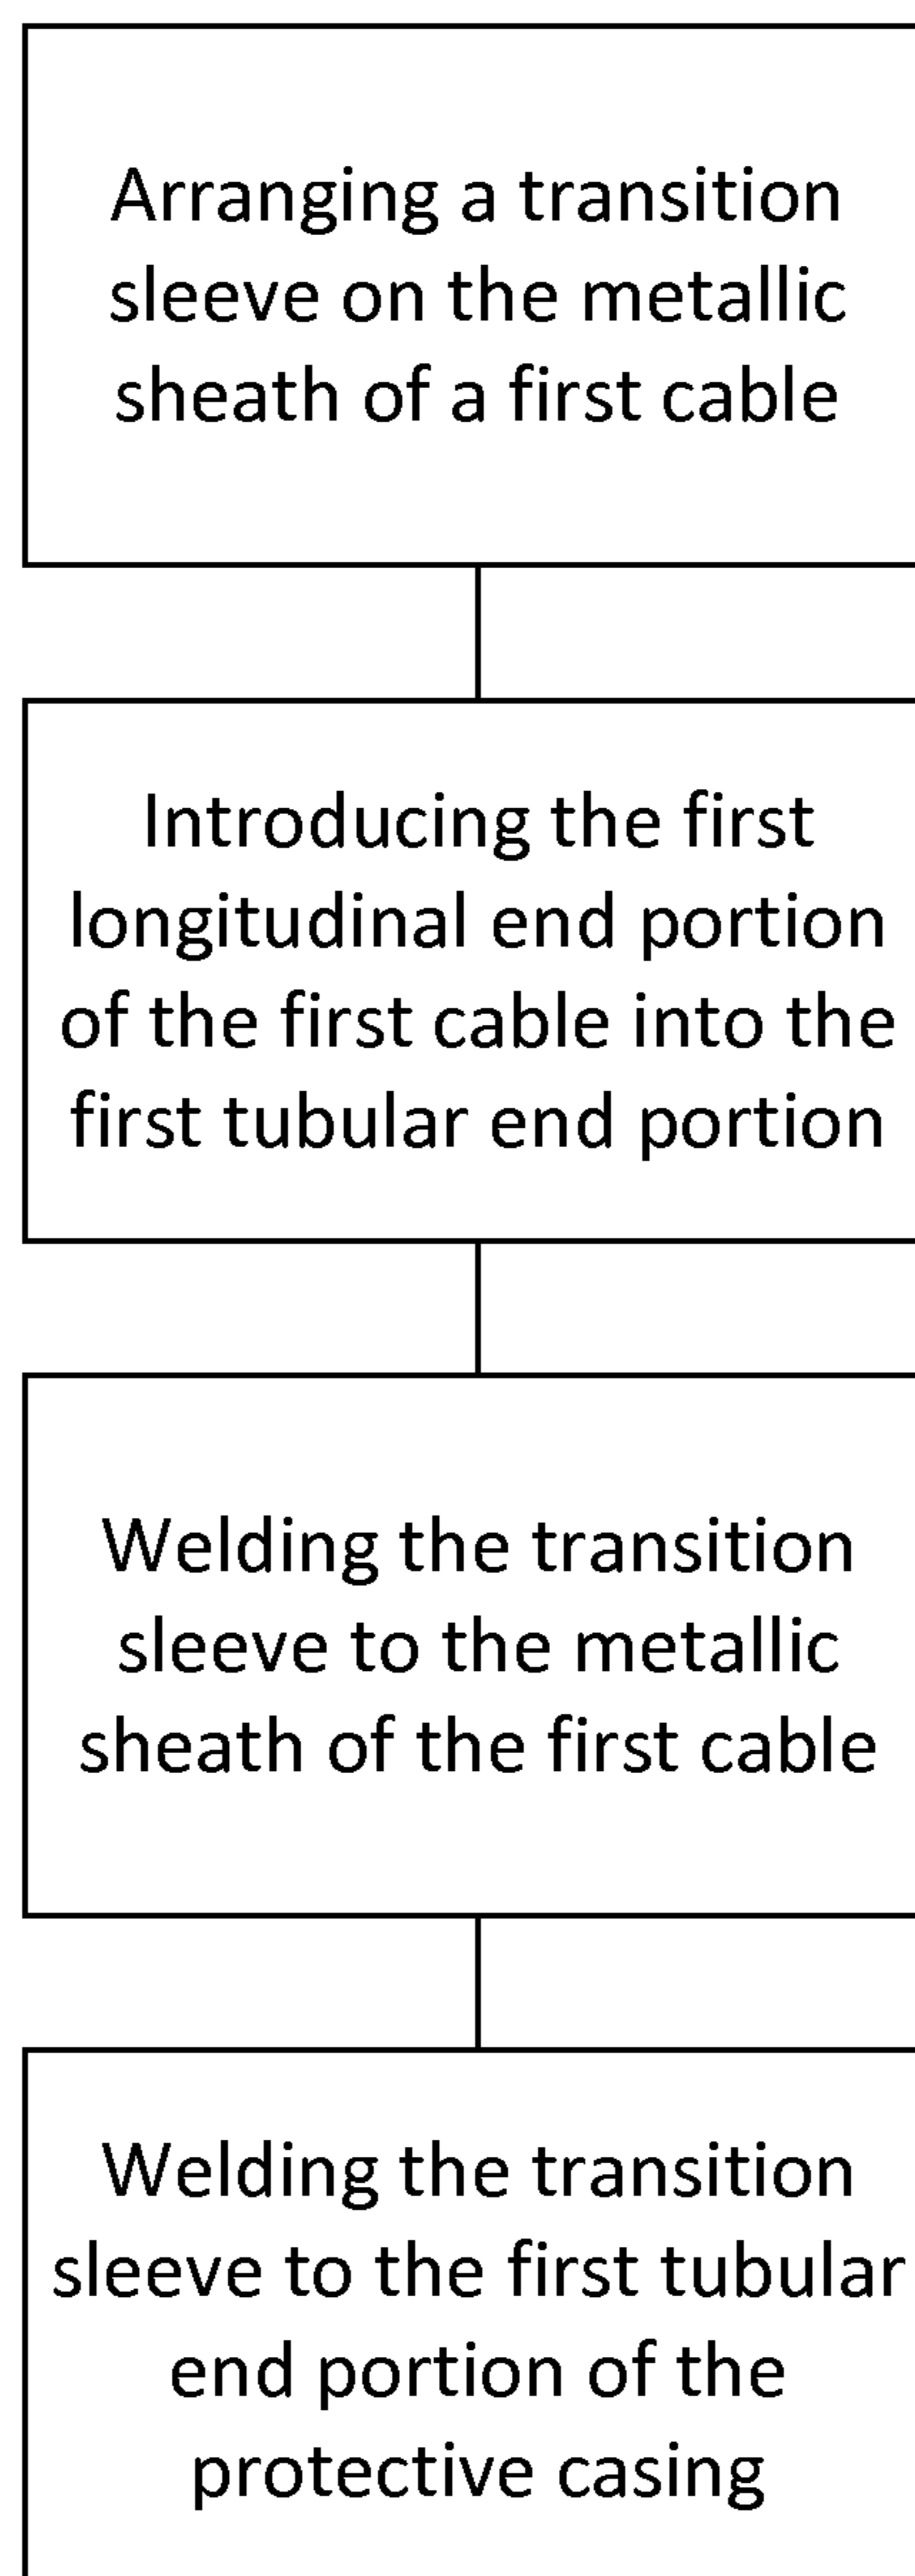 Arranging a transition
sleeve on the metallic
sheath of a first cable
Introducing the first
longitudinal end portion
of the first cable into the
first tubular end portion
Welding the transition
sleeve to the metallic
sheath of the first cable
Welding the transition
sleeve to the first tubular
end portion of the
protective casing